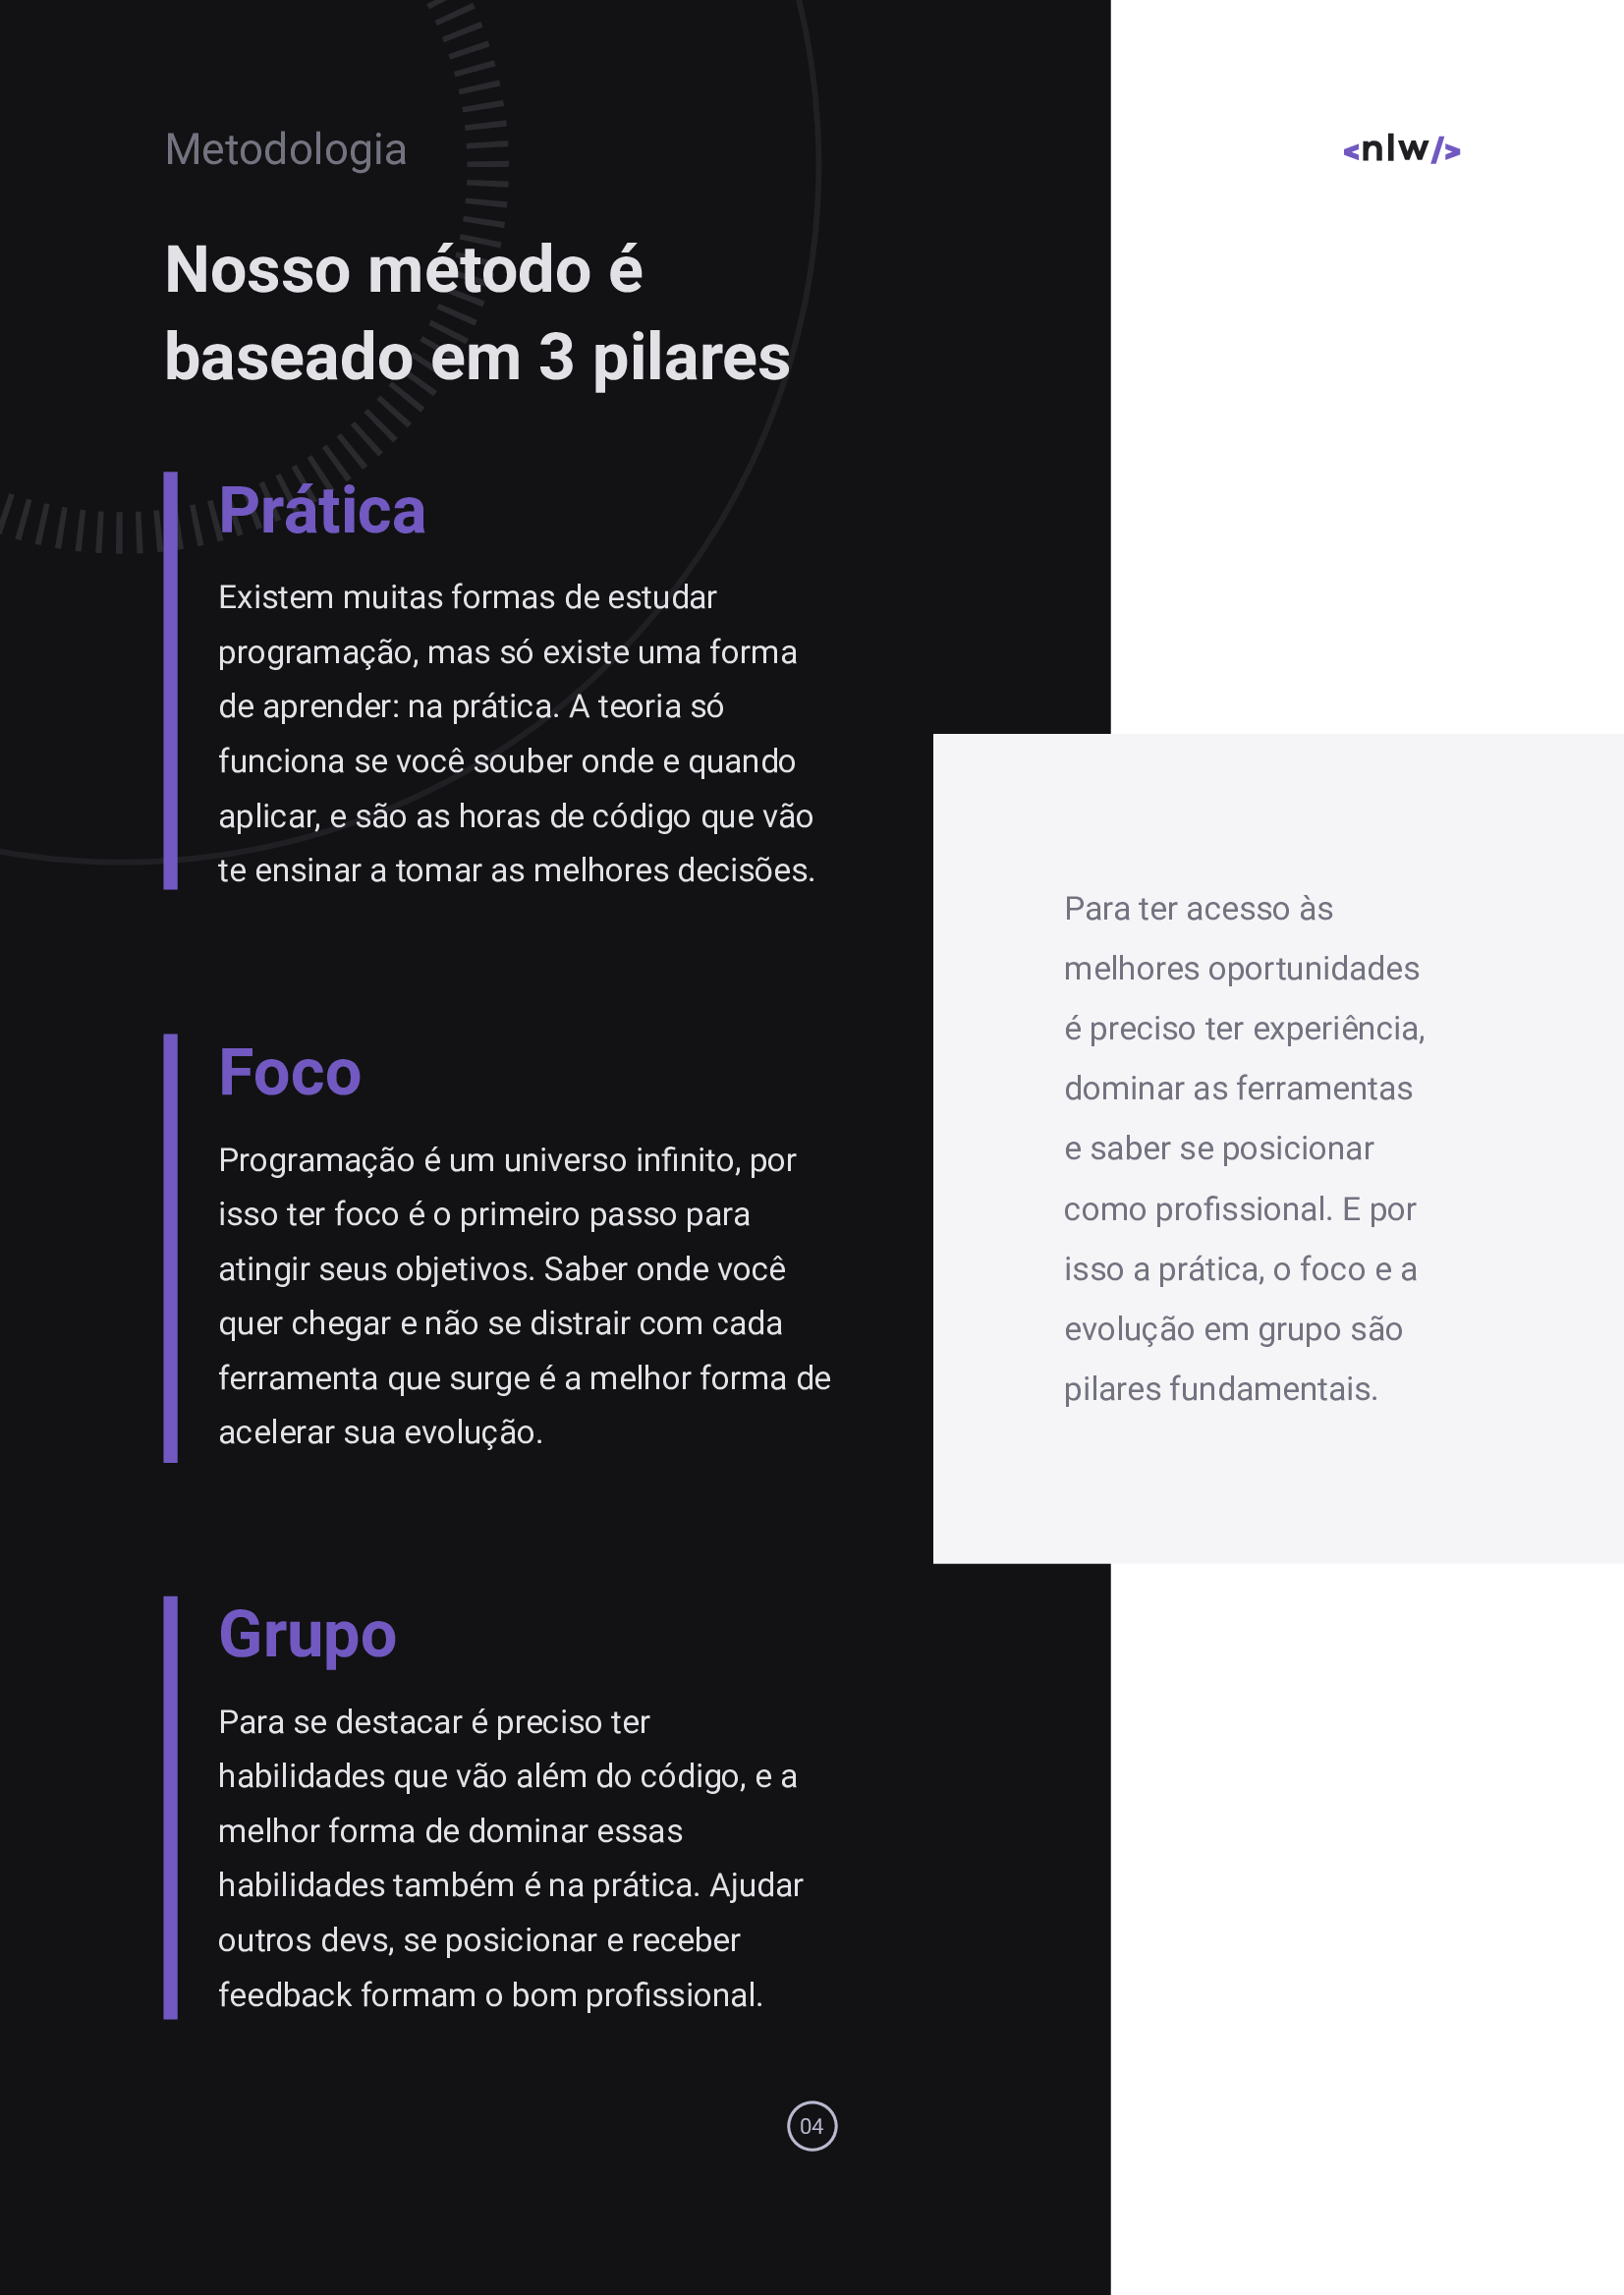 Metodologia
<nlw/>
Nosso método é
baseado em 3 pilares
Prática
Existem muitas formas de estudar
programação, mas só existe uma forma
de aprender: na prática. A teoria só
funciona se você souber onde e quando
aplicar, e são as horas de código que vão
te ensinar a tomar as melhores decisões.
Foco
Programação é um universo infinito, por
isso ter foco é o primeiro passo para
atingir seus objetivos. Saber onde você
quer chegar e não se distrair com cada
ferramenta que surge é a melhor forma de
acelerar sua evolução.
Grupo
Para se destacar é preciso ter
habilidades que vão além do código, e a
melhor forma de dominar essas
habilidades também é na prática. Ajudar
outros devs, se posicionar e receber
feedback formam o bom profissional.
Para ter acesso às
melhores oportunidades
é preciso ter experiência,
dominar as ferramentas
e saber se posicionar
como profissional. E por
isso a prática, o foco e a
evolução em grupo são
pilares fundamentais.
04